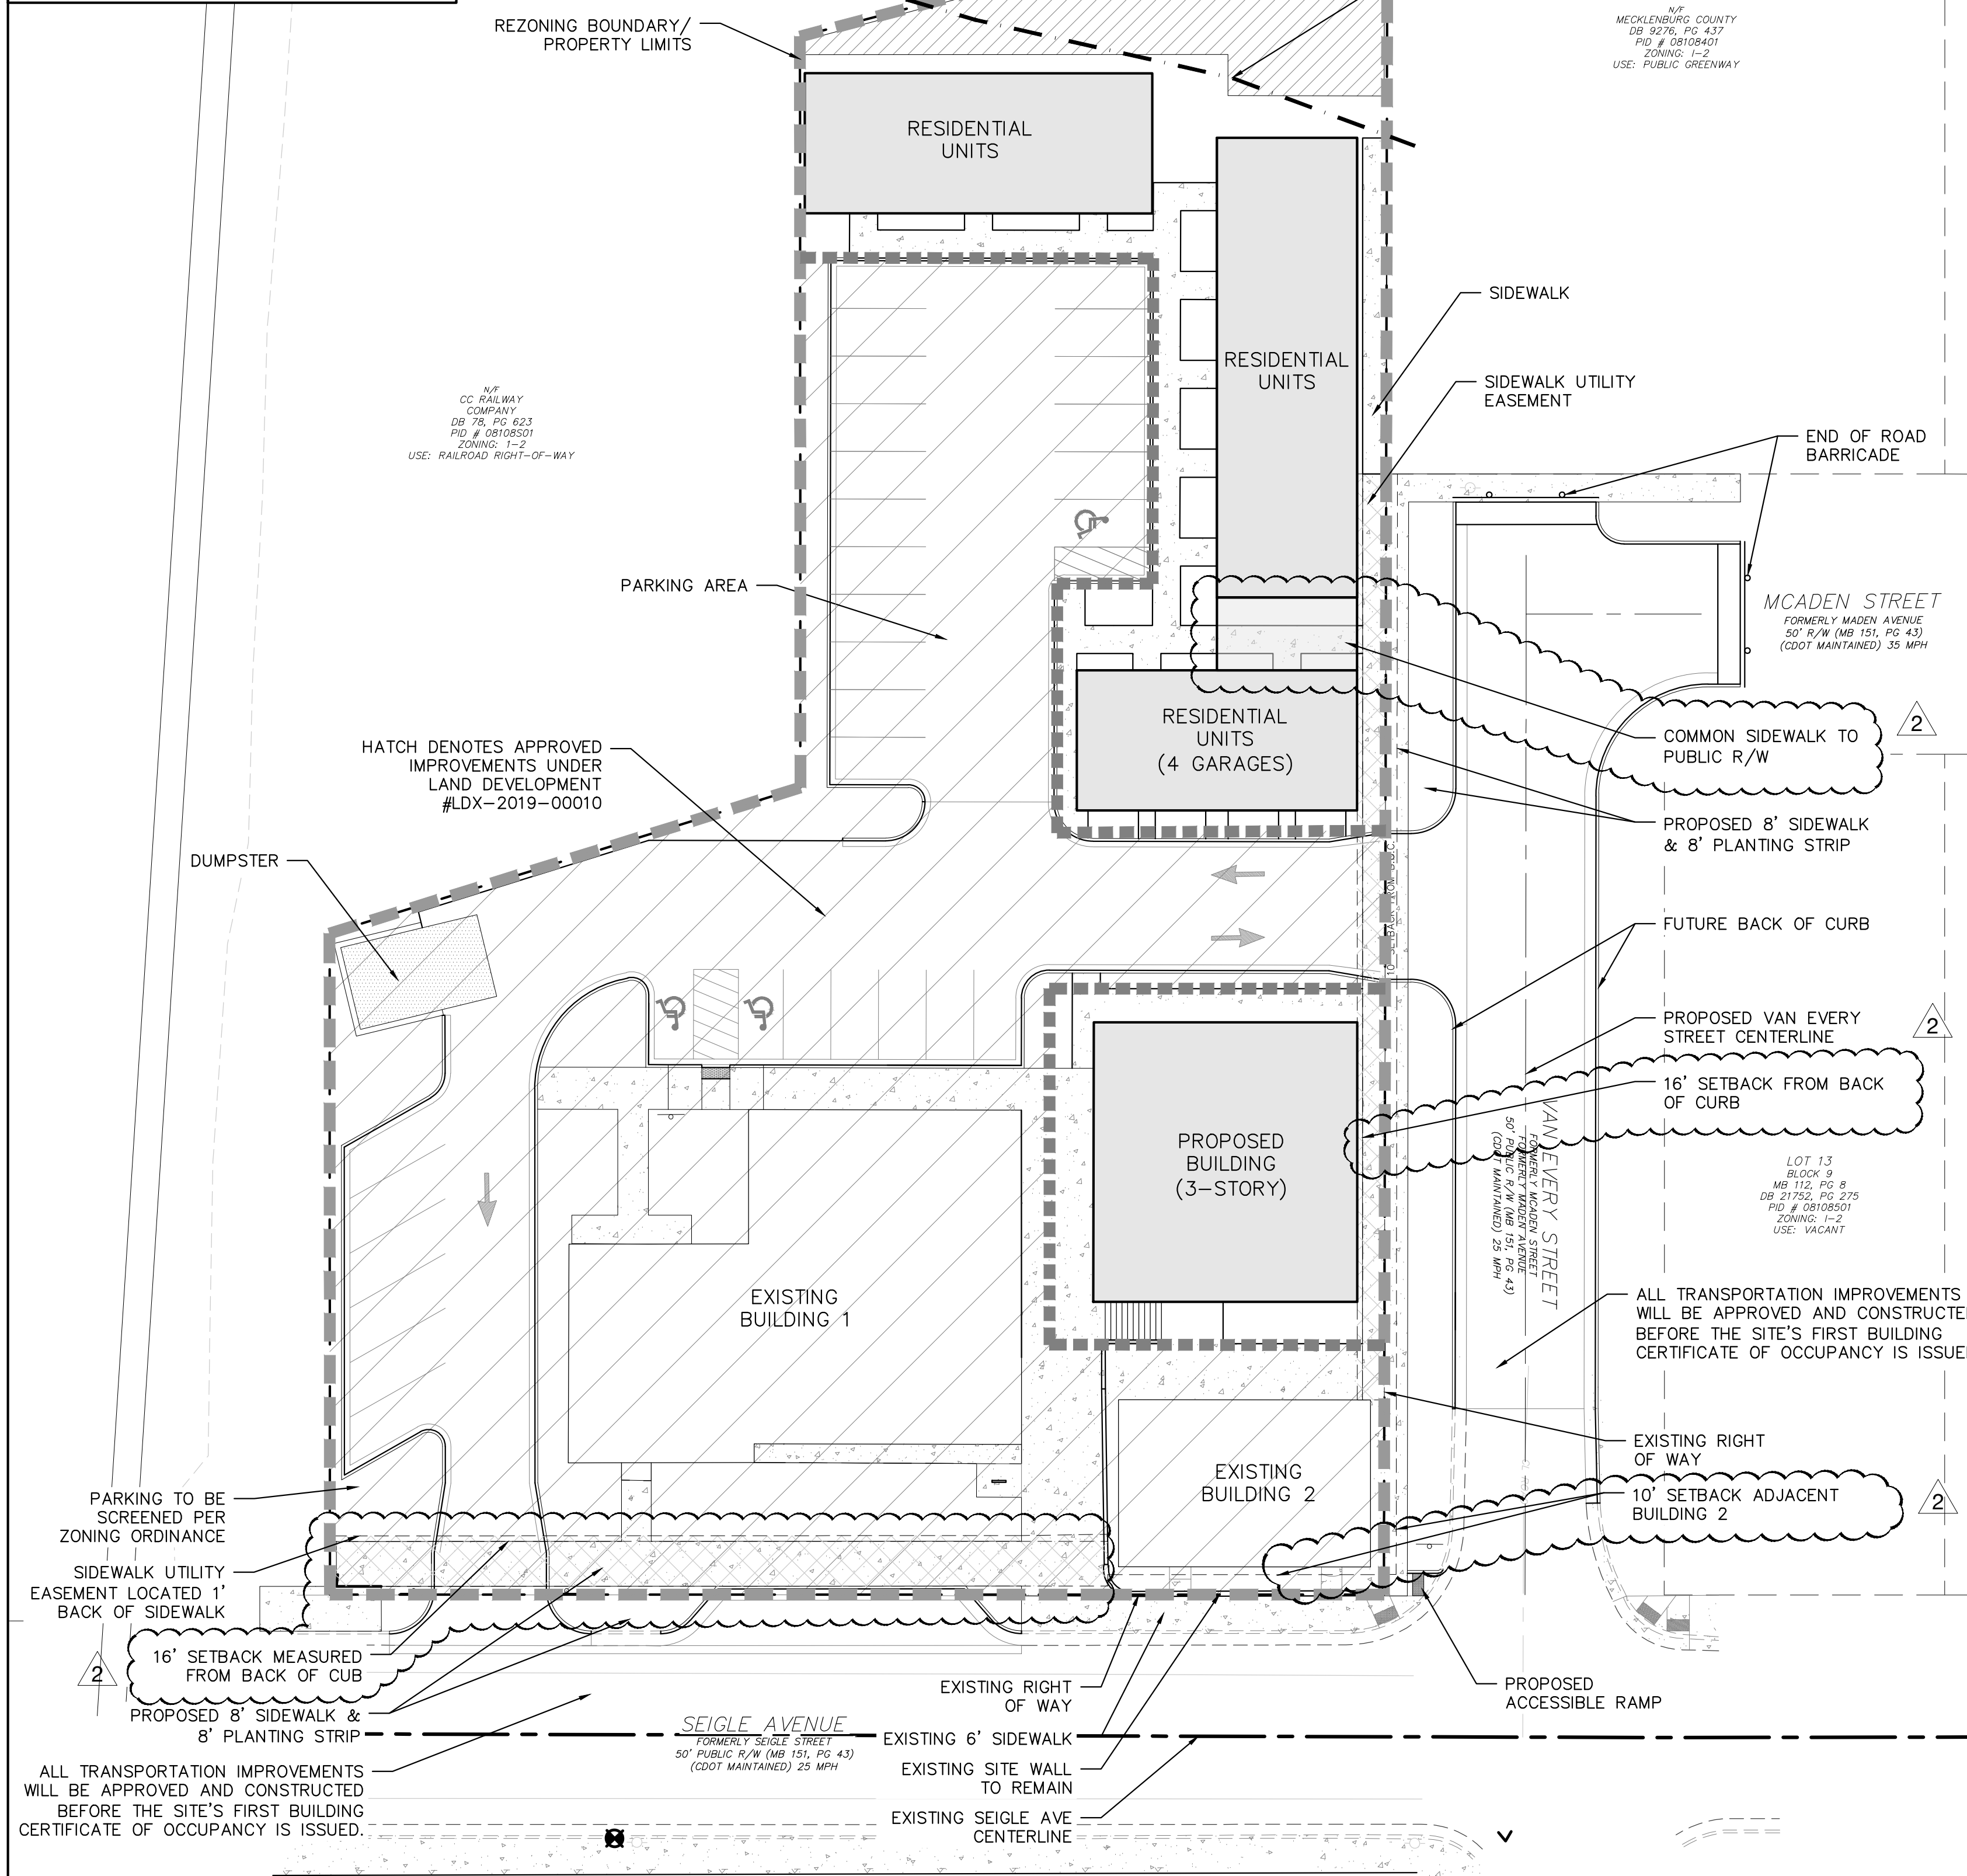 REZONING BOUNDARY/
PROPERTY LIMITS
N/F
MECKLENBURG COUNTY
DB 9276, PG 437
PID # 08108401
ZONING: I-2
USE: PUBLIC GREENWAY
RESIDENTIAL
UNITS
SIDEWALK
RESIDENTIAL
UNITS
SIDEWALK UTILITY
EASEMENT
N/F
CC RAILWAY
COMPANY
DB 78, PG 623
PID # 08108S01
ZONING: 1-2
USE: RAILROAD RIGHT-OF-WAY
END OF ROAD
BARRICADE
PARKING AREA
MCADEN STREET
FORMERLY MADEN AVENUE
50' R/W (MB 151, PG 43)
(CDOT MAINTAINED) 35 MPH
RESIDENTIAL
UNITS
(4 GARAGES)
COMMON SIDEWALK TO
PUBLIC R/W
2
HATCH DENOTES APPROVED
IMPROVEMENTS UNDER
LAND DEVELOPMENT
#LDX-2019-00010
PROPOSED 8' SIDEWALK
& 8' PLANTING STRIP
DUMPSTER
10' SETBACK FROM
FUTURE BACK OF CURB
PROPOSED VAN EVERY
STREET CENTERLINE
2
16' SETBACK FROM BACK
OF CURB
PROPOSED
BUILDING
(3-STORY)
VAN EVERY STREET
FORMERLY MCADEN STREET
FORMERLY MADEN AVENUE
50' PUBLIC R/W (MB 151, PG 43)
(CDOT MAINTAINED) 25 MPH
LOT 13
BLOCK 9
MB 112, PG 8
DB 21752, PG 275
PID # 08108501
ZONING: I-2
USE: VACANT
EXISTING
BUILDING 1
ALL TRANSPORTATION IMPROVEMENTS
WILL BE APPROVED AND CONSTRUCTE
BEFORE THE SITE'S FIRST BUILDING
CERTIFICATE OF OCCUPANCY IS ISSUE
EXISTING RIGHT
OF WAY
EXISTING
BUILDING 2
10' SETBACK ADJACENT
BUILDING 2
2
PARKING TO BE
SCREENED PER
ZONING ORDINANCE
SIDEWALK UTILITY
EASEMENT LOCATED 1'
BACK OF SIDEWALK
16' SETBACK MEASURED
FROM BACK OF CUB
2
PROPOSED 8' SIDEWALK &
8' PLANTING STRIP
ALL TRANSPORTATION IMPROVEMENTS
WILL BE APPROVED AND CONSTRUCTED
BEFORE THE SITE'S FIRST BUILDING
CERTIFICATE OF OCCUPANCY IS ISSUED.
SEIGLE AVENUE
FORMERLY SEIGLE STREET
50' PUBLIC R/W (MB 151, PG 43)
(CDOT MAINTAINED) 25 MPH
EXISTING RIGHT
OF WAY
EXISTING 6' SIDEWALK
EXISTING SITE WALL
TO REMAIN
EXISTING SEIGLE AVE
CENTERLINE
PROPOSED
ACCESSIBLE RAMP